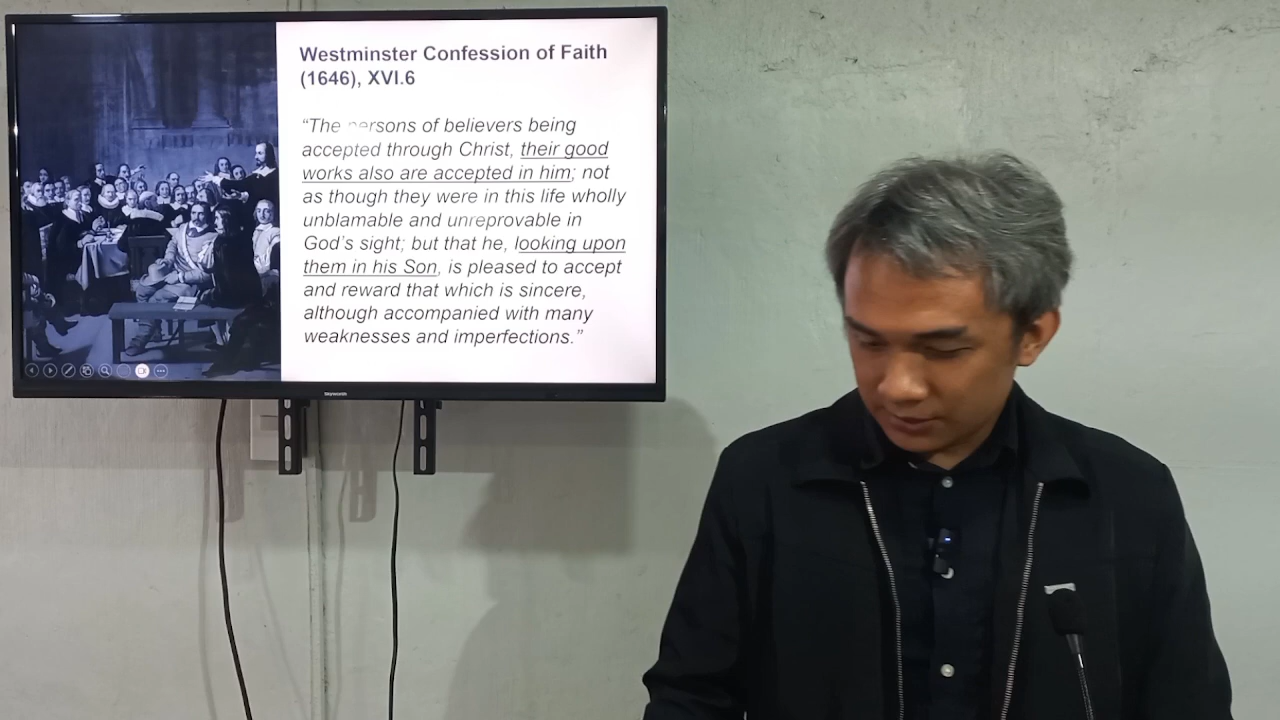 Westminster Confession of Faith
(1646), XVI.6
“The persons of believers being
accepted through Christ, their good
works also are accepted in him; not
as though they were in this life wholly
unblamable and unreprovable in
God’s sight; but that he, looking upon
them in his Son, is pleased to accept
and reward that which is sincere,
although accompanied with many
weaknesses and imperfections.”
Skyworth